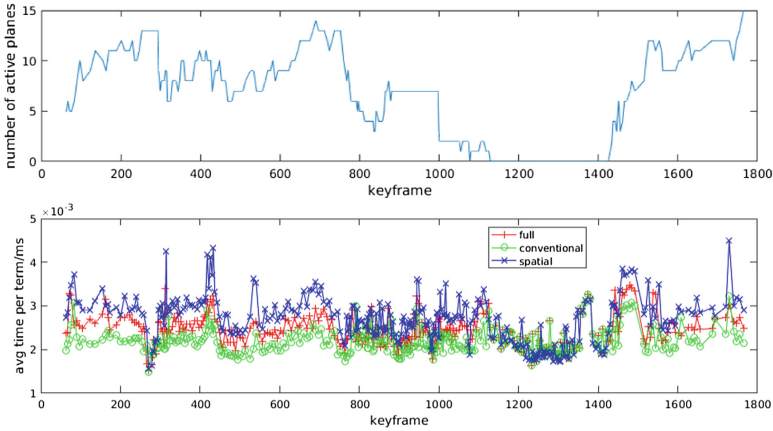 number of active planes
15
10
5
0
0 200 400 600 800 1000 1200 1400 1600 1800
keyframe
avg time per term/ms
×10⁻³
5
4
3
2
1
full
conventional
spatial
0 200 400 600 800 1000 1200 1400 1600 1800
keyframe